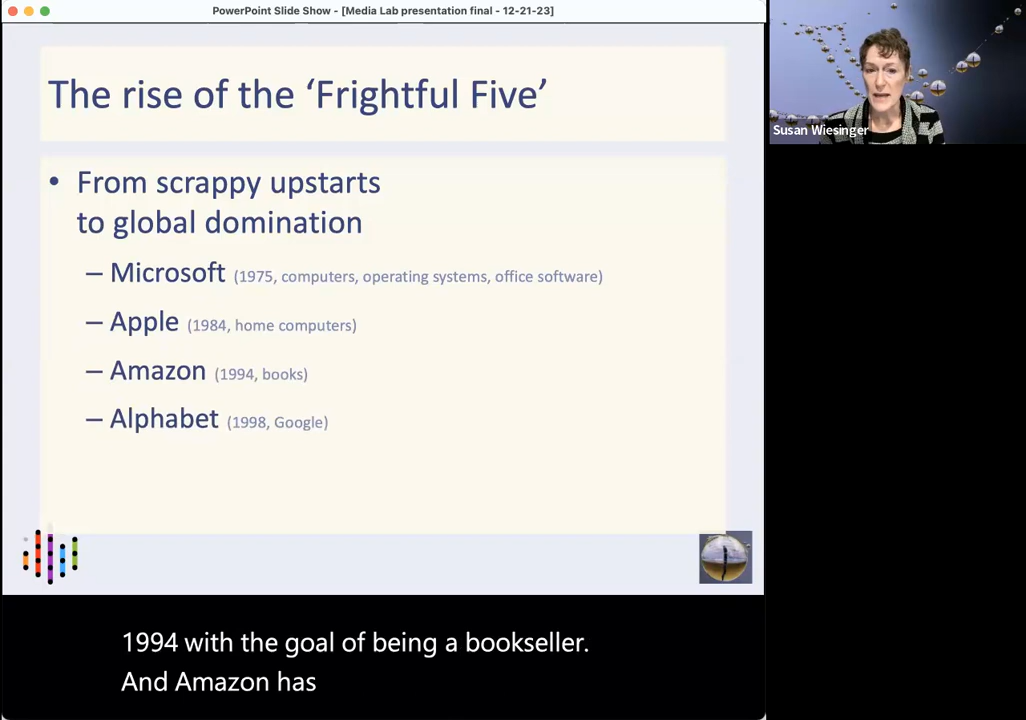 PowerPoint Slide Show - [Media Lab presentation final - 12-21-23]
The rise of the ‘Frightful Five’
• From scrappy upstarts
to global domination
– Microsoft (1975, computers, operating systems, office software)
– Apple (1984, home computers)
– Amazon (1994, books)
– Alphabet (1998, Google)
Susan Wiesinger
1994 with the goal of being a bookseller.
And Amazon has